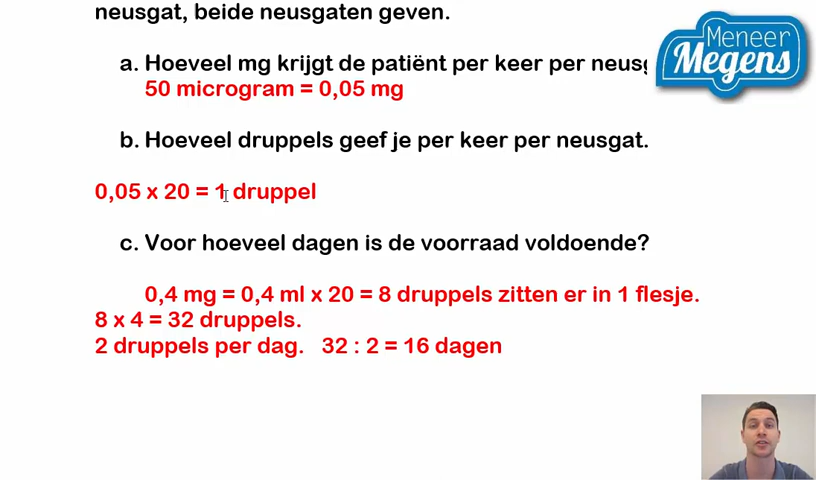 neusgat, beide neusgaten geven.
Meneer
Megens
a. Hoeveel mg krijgt de patiënt per keer per
50 microgram = 0,05 mg
b. Hoeveel druppels geef je per keer per neusgat.
0,05 x 20 = 1 druppel
c. Voor hoeveel dagen is de voorraad voldoende?
0,4 mg = 0,4 ml x 20 = 8 druppels zitten er in 1 flesje.
8 x 4 = 32 druppels.
2 druppels per dag. 32 : 2 = 16 dagen